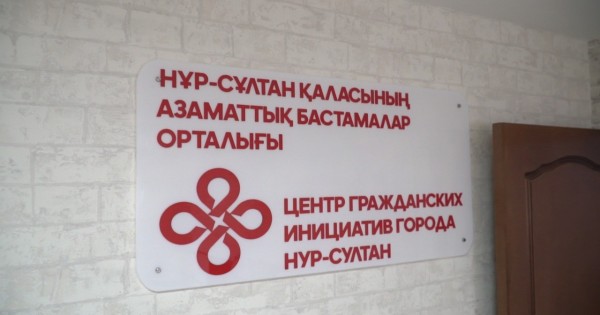 НҰР-СҰЛТАН ҚАЛАСЫНЫҢ
АЗАМАТТЫҚ БАСТАМАЛАР
ОРТАЛЫҒЫ
ЦЕНТР ГРАЖДАНСКИХ
ИНИЦИАТИВ ГОРОДА
НУР-СУЛТАН